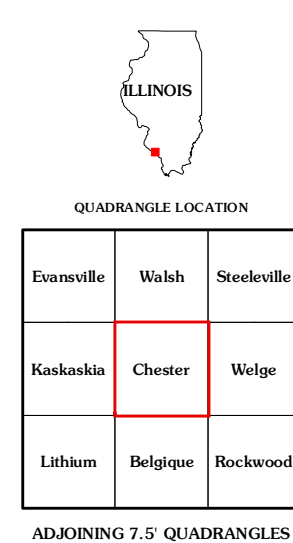 ILLINOIS
QUADRANGLE LOCATION
Evansville Walsh Steeleville
Kaskaskia Chester Welge
Lithium Belgique Rockwood
ADJOINING 7.5' QUADRANGLES